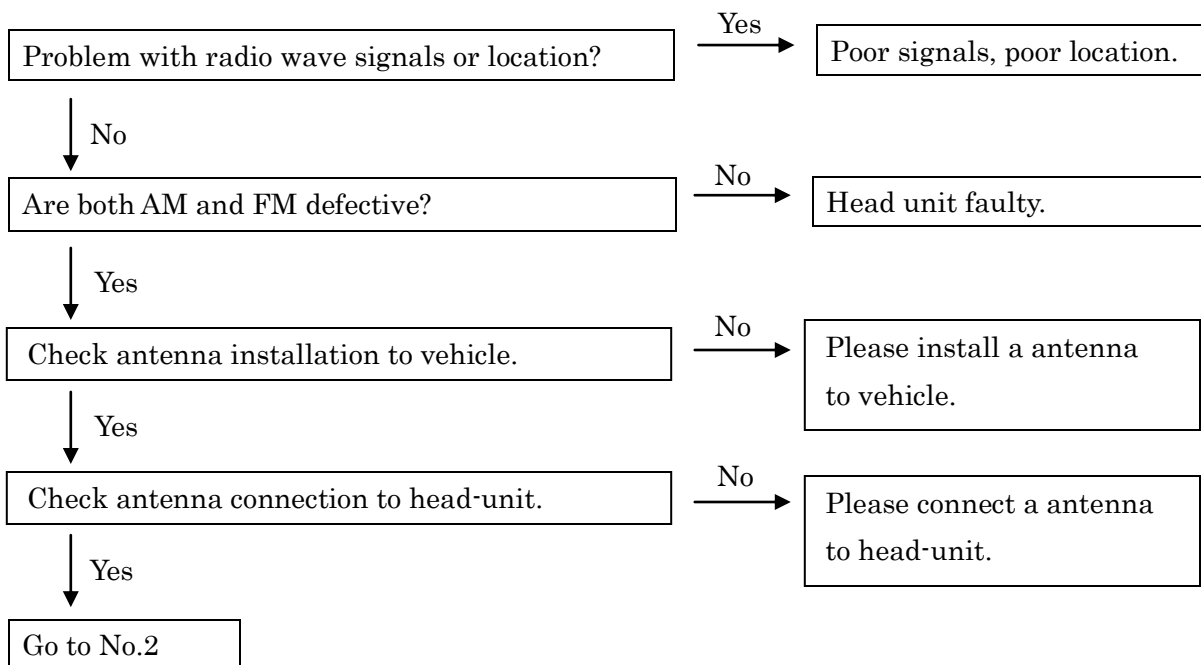 Problem with radio wave signals or location?
Yes
Poor signals, poor location.
No
Are both AM and FM defective?
No
Head unit faulty.
Yes
Check antenna installation to vehicle.
No
Please install a antenna
to vehicle.
Yes
Check antenna connection to head-unit.
No
Please connect a antenna
to head-unit.
Yes
Go to No.2